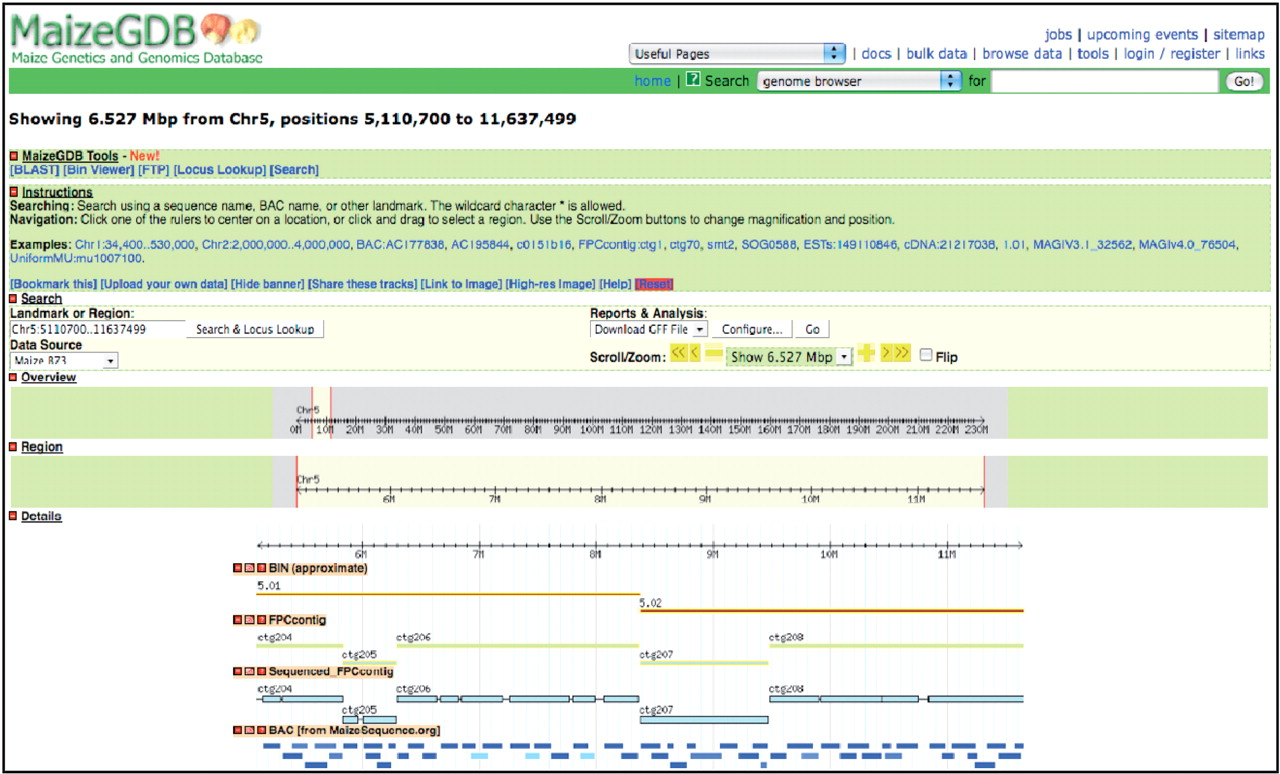 MaizeGDB
Maize Genetics and Genomics Database
jobs | upcoming events | sitemap
Useful Pages | docs | bulk data | browse data | tools | login / register | links
home | ? Search genome browser for Go!
Showing 6.527 Mbp from Chr5, positions 5,110,700 to 11,637,499
MaizeGDB Tools - New!
[BLAST] [Bin Viewer] [FTP] [Locus Lookup] [Search]
Instructions
Searching: Search using a sequence name, BAC name, or other landmark. The wildcard character * is allowed.
Navigation: Click one of the rulers to center on a location, or click and drag to select a region. Use the Scroll/Zoom buttons to change magnification and position.
Examples: Chr1:34,400..530,000, Chr2:2,000,000..4,000,000, BAC:AC177838, AC195844, c0151b16, FPCcontig:ctg1, ctg70, smt2, SOG0588, ESTs:149110846, cDNA:21217038, 1.01, MAGIV3.1_32562, MAGIv4.0_76504,
UniformMU:mu1007100.
[Bookmark this] [Upload your own data] [Hide banner] [Share these tracks] [Link to Image] [High-res Image] [Help] [Reset]
Search
Landmark or Region:
Reports & Analysis:
Chr5:5110700..11637499 Search & Locus Lookup
Download GFF File Configure... Go
Data Source
Maize B73
Scroll/Zoom: << < Show 6.527 Mbp > >> Flip
Overview
Chr5
0M 10M 20M 30M 40M 50M 60M 70M 80M 90M 100M 110M 120M 130M 140M 150M 160M 170M 180M 190M 200M 210M 220M 230M
Region
Chr5
6M 7M 8M 9M 10M 11M
Details
6M 7M 8M 9M 10M 11M
BIN (approximate)
5.01
5.02
FPCcontig
ctg204 ctg206 ctg208
ctg205 ctg207
Sequenced_FPCcontig
ctg204 ctg206 ctg208
ctg205 ctg207
BAC [from MaizeSequence.org]